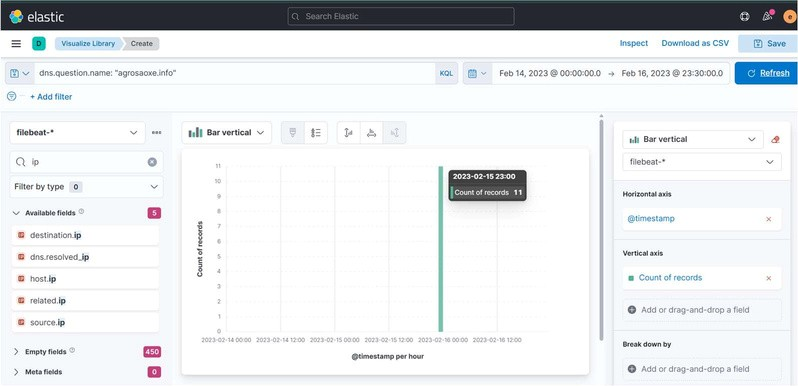 elastic
Search Elastic
e
D
Visualize Library
Create
Inspect
Download as CSV
Save
dns.question.name: "agrosaoxe.info"
KQL
Feb 14, 2023 @ 00:00:00.0 → Feb 16, 2023 @ 23:30:00.0
Refresh
+ Add filter
filebeat-*
ip
Filter by type 0
Available fields 5
destination.ip
dns.resolved_ip
host.ip
related.ip
source.ip
Empty fields 450
Meta fields 0
Bar vertical
11
10
9
8
7
6
5
4
3
2
1
0
Count of records
2023-02-15 23:00
Count of records 11
2023-02-14 00:00
2023-02-14 12:00
2023-02-15 00:00
2023-02-15 12:00
2023-02-16 00:00
2023-02-16 12:00
@timestamp per hour
Bar vertical
filebeat-*
Horizontal axis
@timestamp
Vertical axis
Count of records
Add or drag-and-drop a field
Break down by
Add or drag-and-drop a field